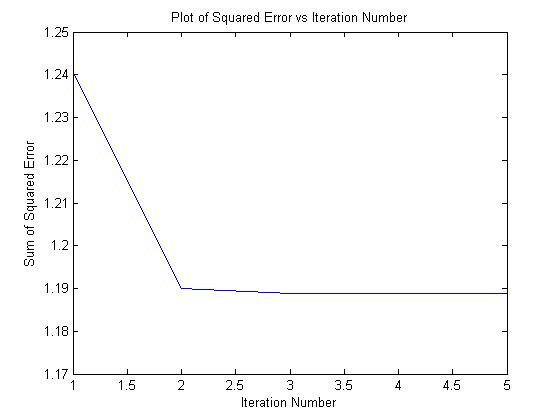 Plot of Squared Error vs Iteration Number
1.25
1.24
1.23
1.22
1.21
1.2
1.19
1.18
1.17
Sum of Squared Error
1 1.5 2 2.5 3 3.5 4 4.5 5
Iteration Number